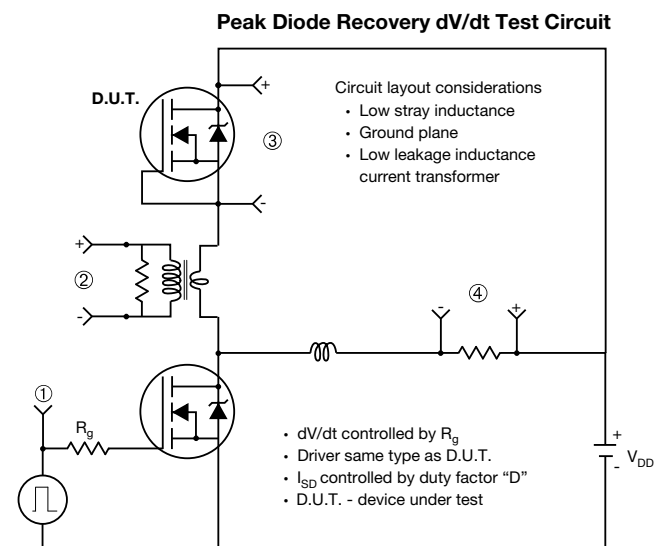 Peak Diode Recovery dV/dt Test Circuit
D.U.T.
+
-
③
Circuit layout considerations
• Low stray inductance
• Ground plane
• Low leakage inductance
current transformer
+
②
-
-
④
+
①
Rg
• dV/dt controlled by Rg
• Driver same type as D.U.T.
• ISD controlled by duty factor “D”
• D.U.T. - device under test
+
-
VDD